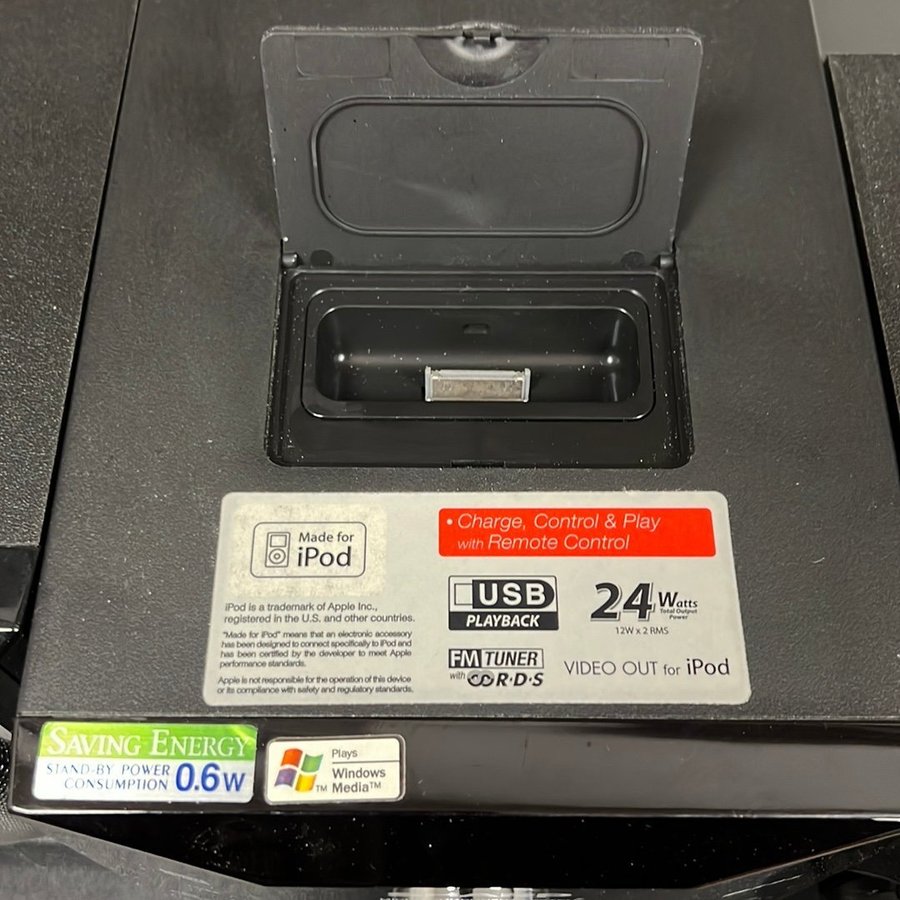 Made for
iPod
iPod is a trademark of Apple Inc.,
registered in the U.S. and other countries.
"Made for iPod" means that an electronic accessory
has been designed to connect specifically to iPod and
has been certified by the developer to meet Apple
performance standards.
Apple is not responsible for the operation of this device
or its compliance with safety and regulatory standards.
• Charge, Control & Play
with Remote Control
USB
PLAYBACK
24 Watts
Total Output
Power
12W x 2 RMS
FM TUNER
with R·D·S
VIDEO OUT for iPod
SAVING ENERGY
STAND-BY POWER
CONSUMPTION 0.6W
Plays
Windows
Media™
TM